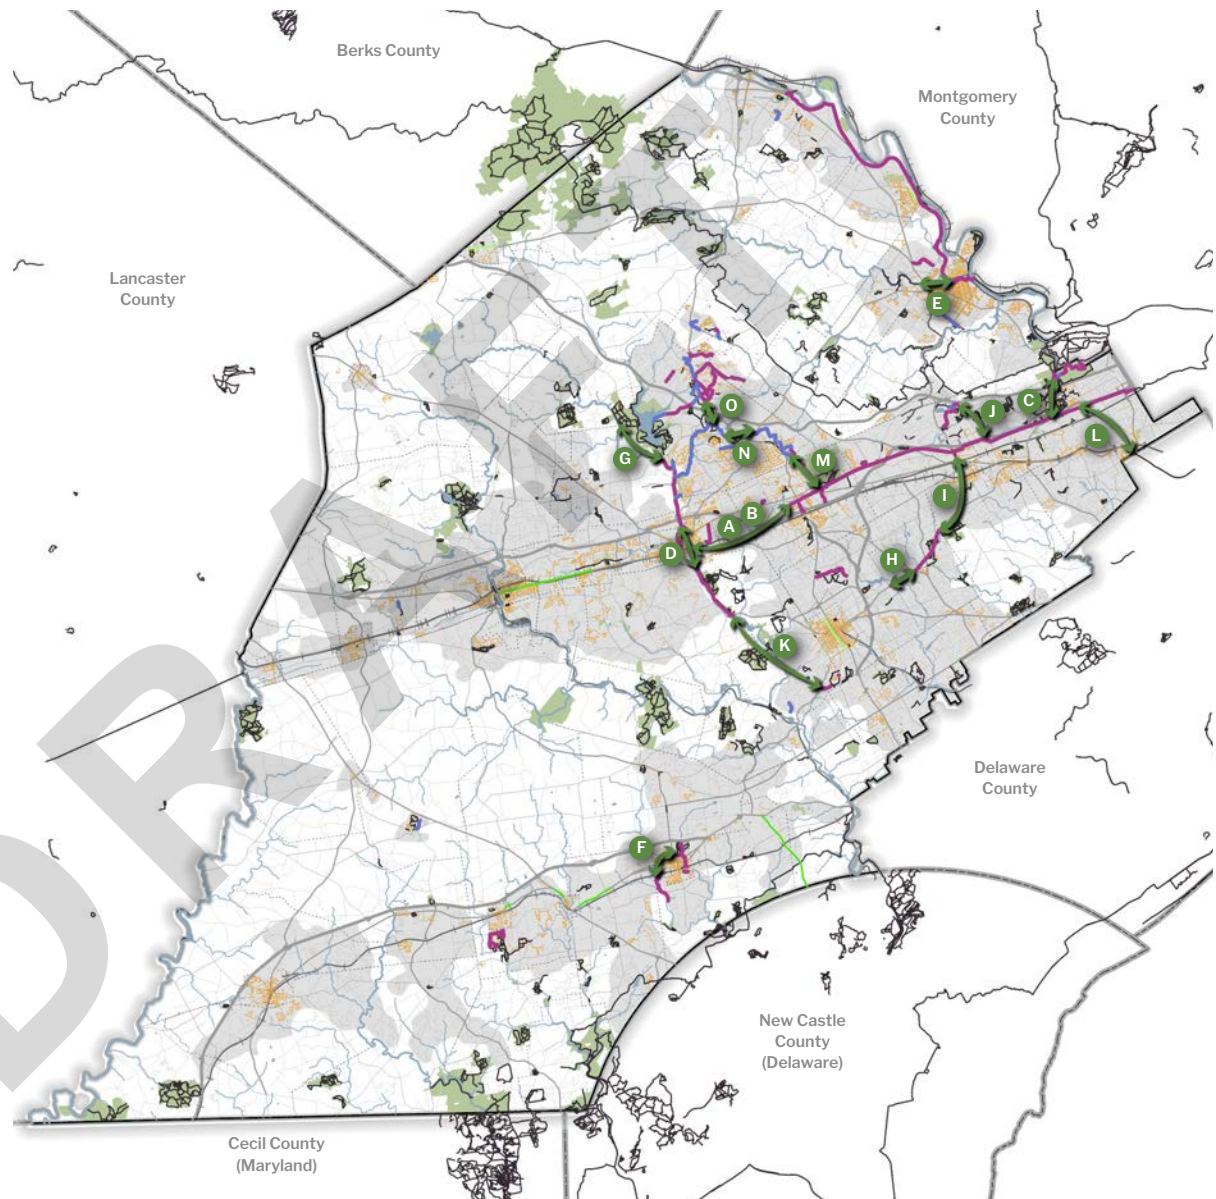 Berks County
Montgomery
County
Lancaster
County
E
O
J
C
L
N
G
M
I
B
A
D
H
K
Delaware
County
F
New Castle
County
(Delaware)
Cecil County
(Maryland)
DRAFT